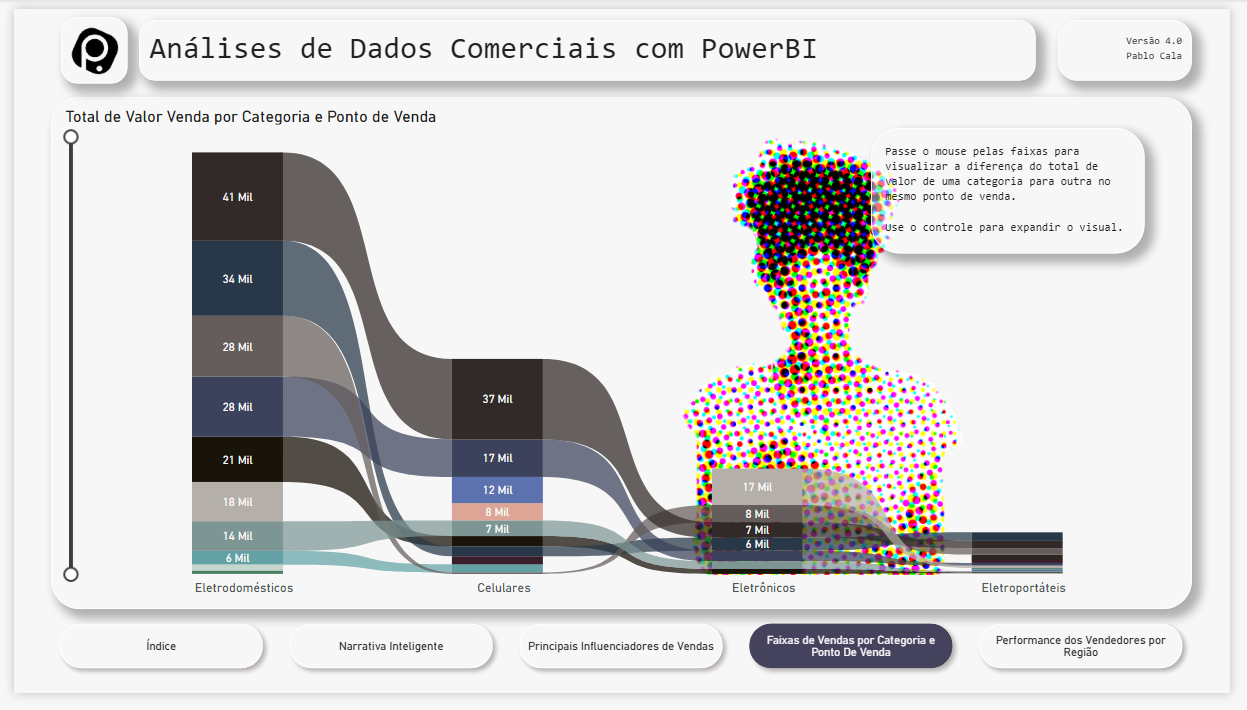 Análises de Dados Comerciais com PowerBI
Versão 4.0
Pablo Cala
Total de Valor Venda por Categoria e Ponto de Venda
Passe o mouse pelas faixas para
visualizar a diferença do total de
valor de uma categoria para outra no
mesmo ponto de venda.
Use o controle para expandir o visual.
41 Mil
34 Mil
28 Mil
28 Mil
21 Mil
18 Mil
14 Mil
6 Mil
37 Mil
17 Mil
12 Mil
8 Mil
7 Mil
17 Mil
8 Mil
7 Mil
6 Mil
Eletrodomésticos
Celulares
Eletrônicos
Eletroportáteis
Índice
Narrativa Inteligente
Principais Influenciadores de Vendas
Faixas de Vendas por Categoria e
Ponto De Venda
Performance dos Vendedores por
Região